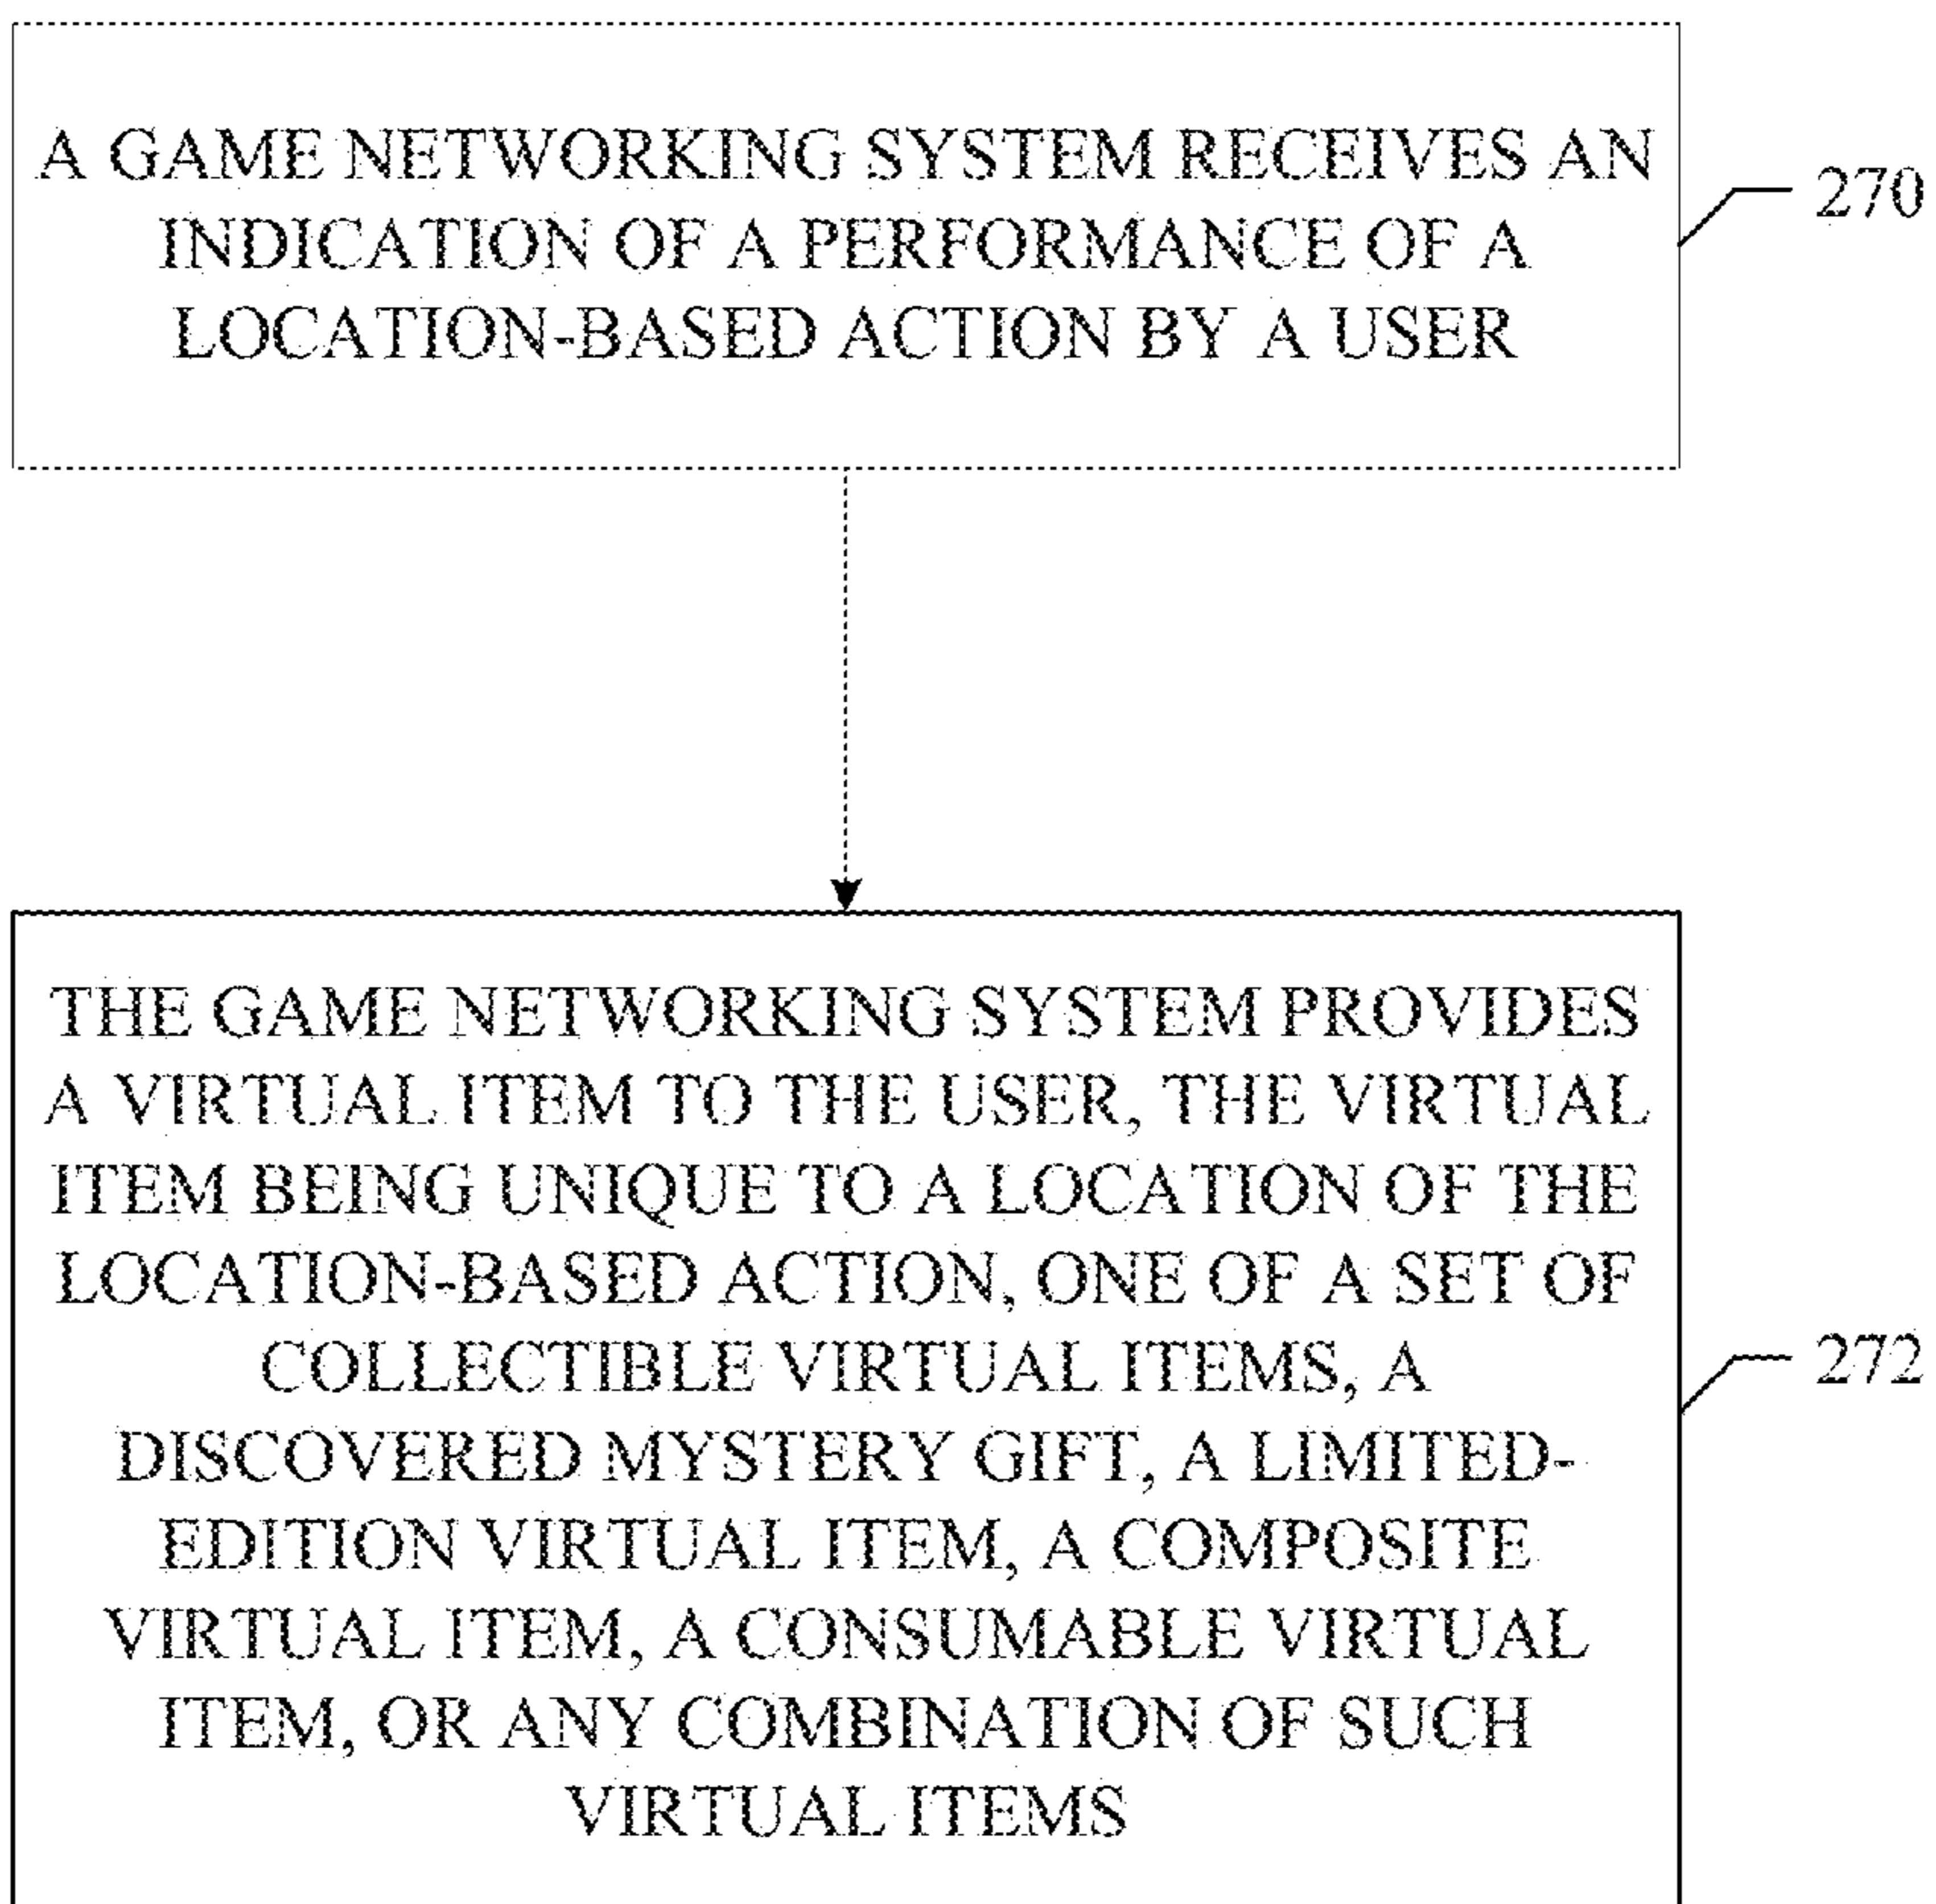 A GAME NETWORKING SYSTEM RECEIVES AN
INDICATION OF A PERFORMANCE OF A
LOCATION-BASED ACTION BY A USER
270
THE GAME NETWORKING SYSTEM PROVIDES
A VIRTUAL ITEM TO THE USER, THE VIRTUAL
ITEM BEING UNIQUE TO A LOCATION OF THE
LOCATION-BASED ACTION, ONE OF A SET OF
COLLECTIBLE VIRTUAL ITEMS, A
DISCOVERED MYSTERY GIFT, A LIMITED-
EDITION VIRTUAL ITEM, A COMPOSITE
VIRTUAL ITEM, A CONSUMABLE VIRTUAL
ITEM, OR ANY COMBINATION OF SUCH
VIRTUAL ITEMS
272